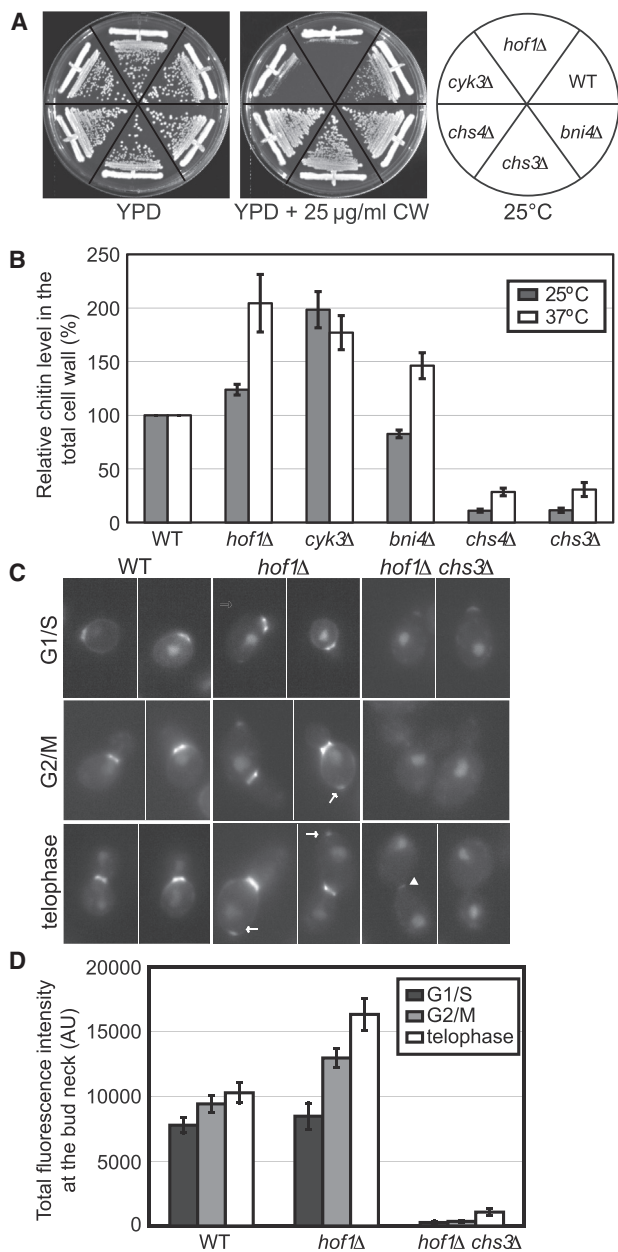 A
hof1Δ
cyk3Δ
WT
chs4Δ
bni4Δ
chs3Δ
YPD
YPD + 25 µg/ml CW
25°C
B
Relative chitin level in the
total cell wall (%)
250
200
150
100
50
0
25ºC
37ºC
WT
hof1Δ
cyk3Δ
bni4Δ
chs4Δ
chs3Δ
C
WT
hof1Δ
hof1Δ chs3Δ
G1/S
G2/M
telophase
D
Total fluorescence intensity
at the bud neck (AU)
20000
15000
10000
5000
0
G1/S
G2/M
telophase
WT
hof1Δ
hof1Δ chs3Δ